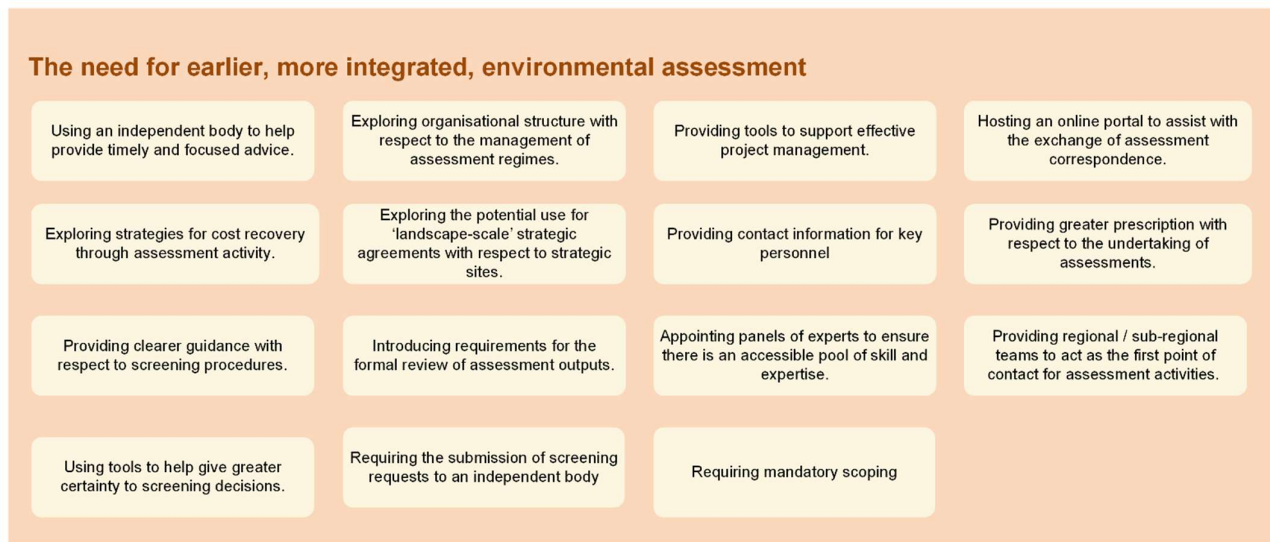 The need for earlier, more integrated, environmental assessment
Using an independent body to help
provide timely and focused advice.
Exploring organisational structure with
respect to the management of
assessment regimes.
Providing tools to support effective
project management.
Hosting an online portal to assist with
the exchange of assessment
correspondence.
Exploring strategies for cost recovery
through assessment activity.
Exploring the potential use for
‘landscape-scale’ strategic
agreements with respect to strategic
sites.
Providing contact information for key
personnel
Providing greater prescription with
respect to the undertaking of
assessments.
Providing clearer guidance with
respect to screening procedures.
Introducing requirements for the
formal review of assessment outputs.
Appointing panels of experts to ensure
there is an accessible pool of skill and
expertise.
Providing regional / sub-regional
teams to act as the first point of
contact for assessment activities.
Using tools to help give greater
certainty to screening decisions.
Requiring the submission of screening
requests to an independent body
Requiring mandatory scoping